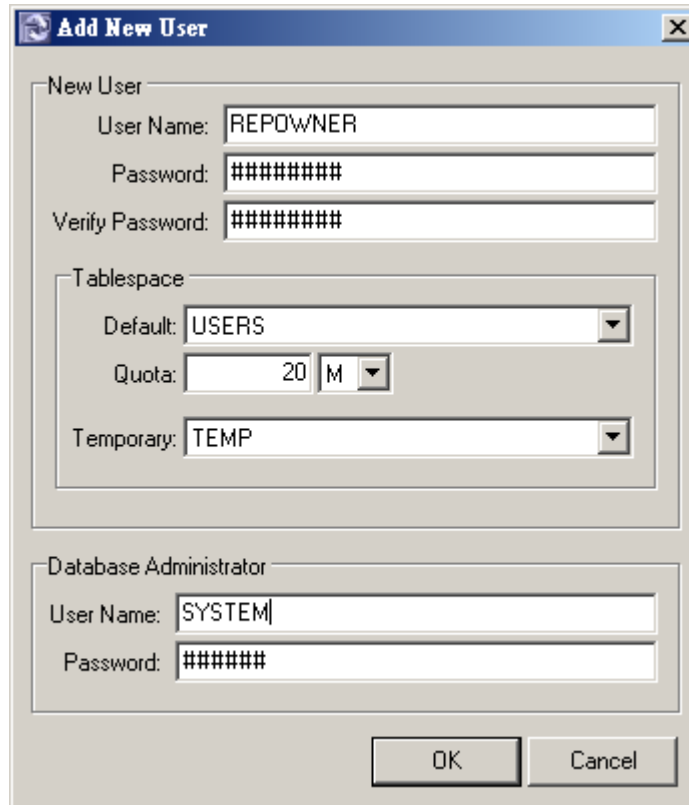 Add New User
New User
User Name: REPOWNER
Password: ########
Verify Password: ########
Tablespace
Default: USERS
Quota: 20 M
Temporary: TEMP
Database Administrator
User Name: SYSTEM
Password: ######
OK Cancel